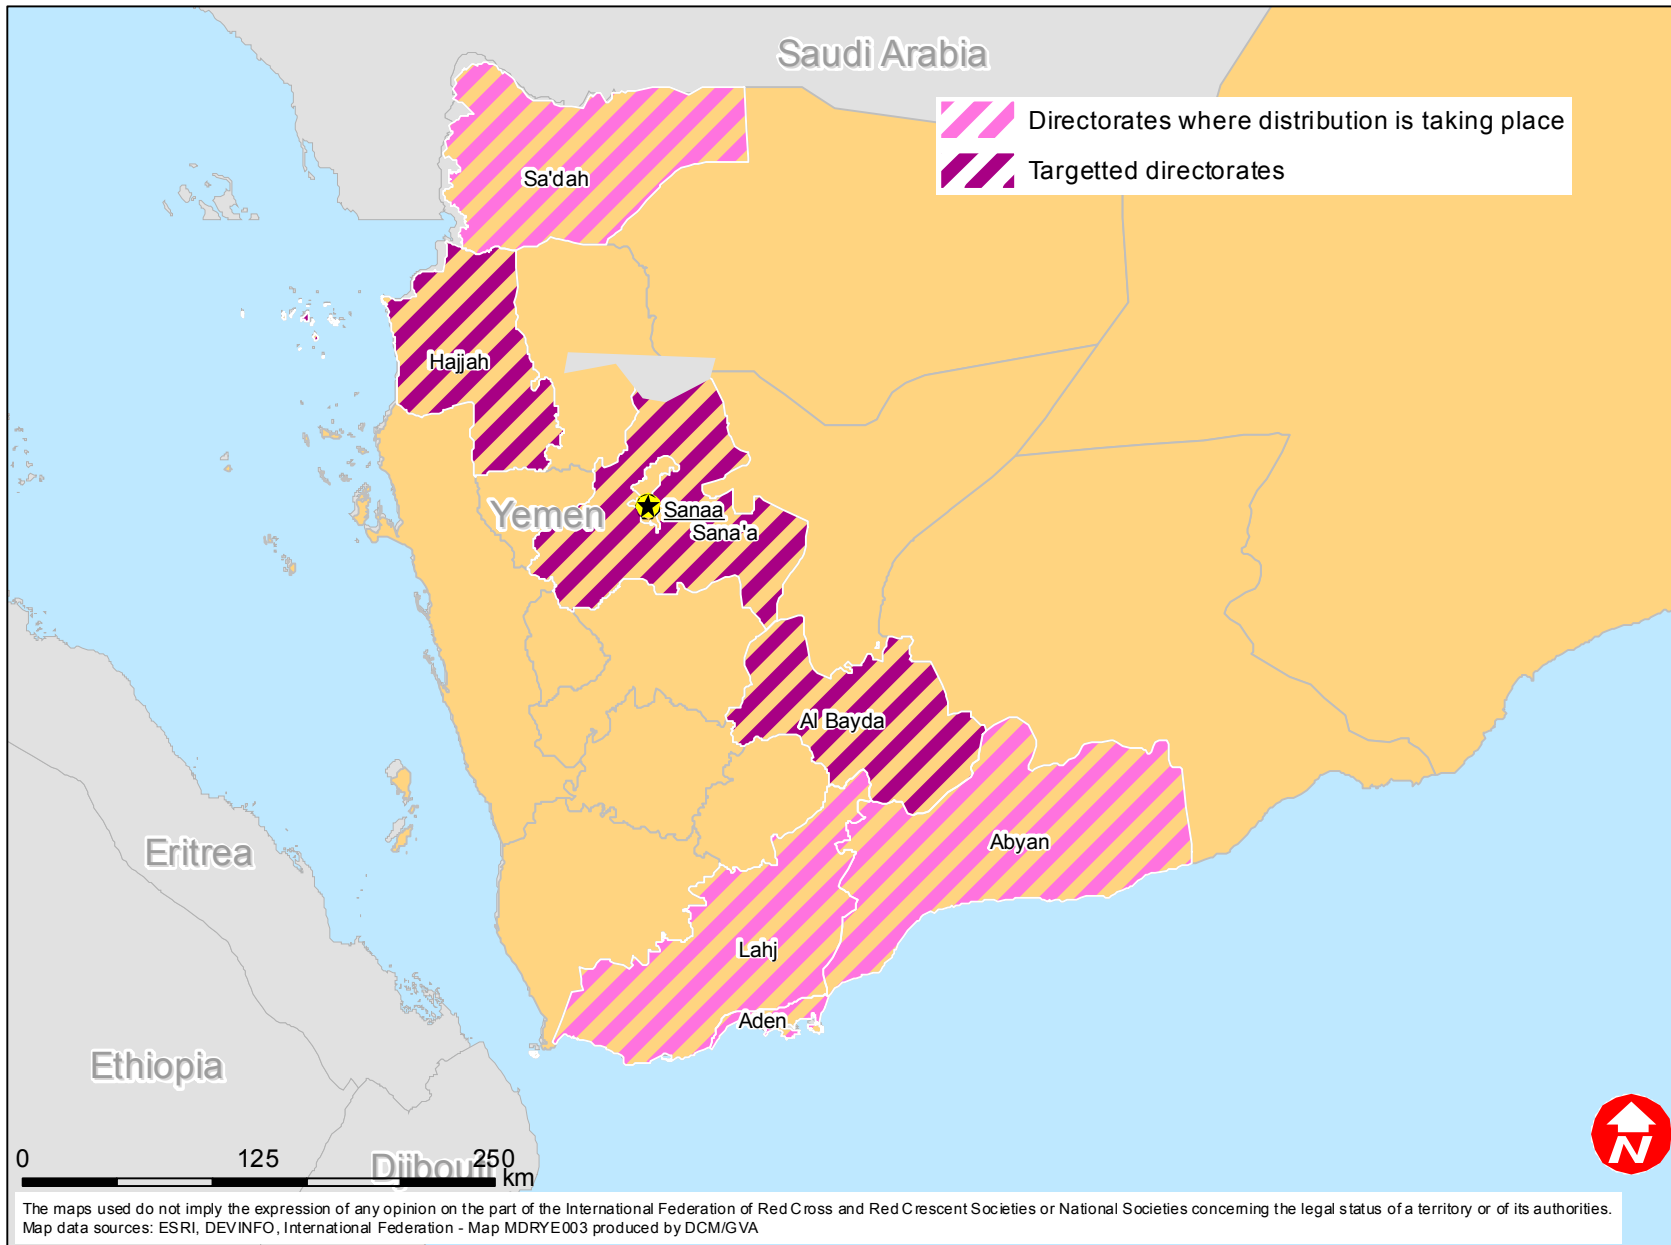 Saudi Arabia
Directorates where distribution is taking place
Targetted directorates
Sa'dah
Hajjah
Yemen
Sanaa
Sana'a
Al Bayda
Abyan
Eritrea
Lahj
Aden
Ethiopia
Djibouti
0 125 250 km
N
The maps used do not imply the expression of any opinion on the part of the International Federation of Red Cross and Red Crescent Societies or National Societies concerning the legal status of a territory or of its authorities.
Map data sources: ESRI, DEVINFO, International Federation - Map MDRYE003 produced by DCM/GVA